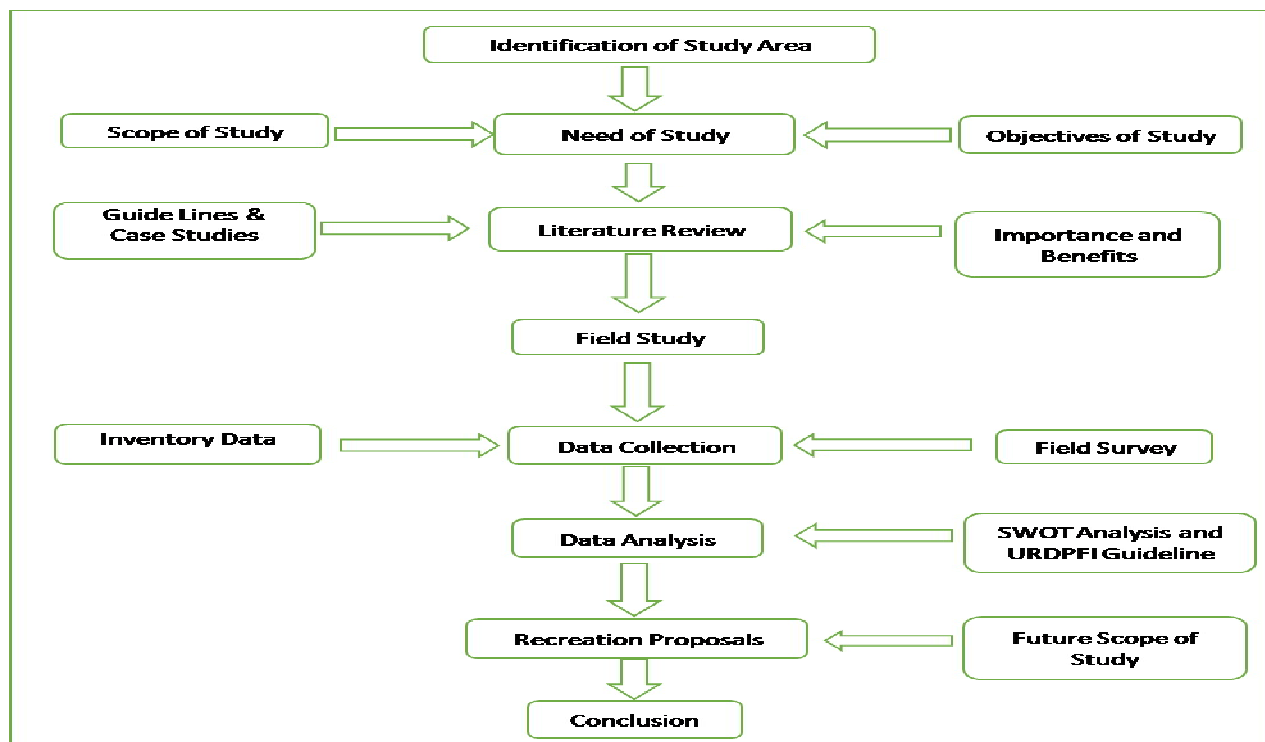 Identification of Study Area
Scope of Study
Need of Study
Objectives of Study
Guide Lines &
Case Studies
Literature Review
Importance and
Benefits
Field Study
Inventory Data
Data Collection
Field Survey
Data Analysis
SWOT Analysis and
URDPFI Guideline
Recreation Proposals
Future Scope of
Study
Conclusion